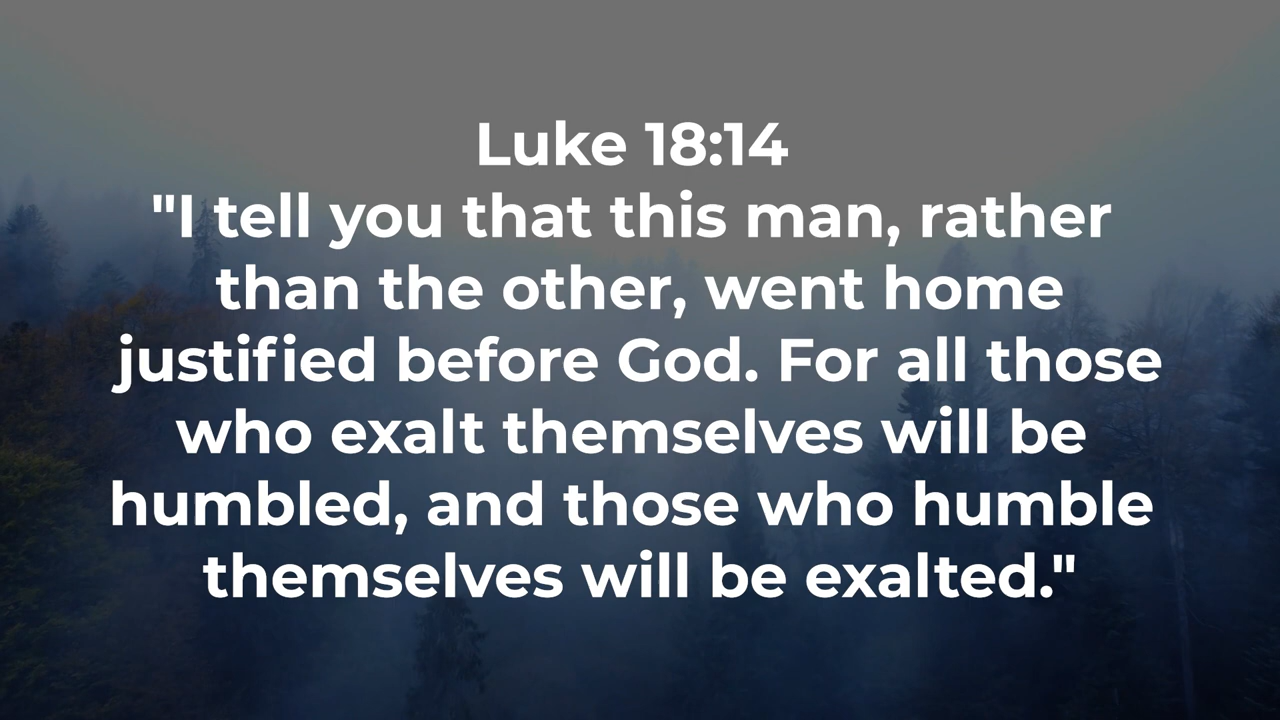 Luke 18:14
"I tell you that this man, rather
than the other, went home
justified before God. For all those
who exalt themselves will be
humbled, and those who humble
themselves will be exalted."